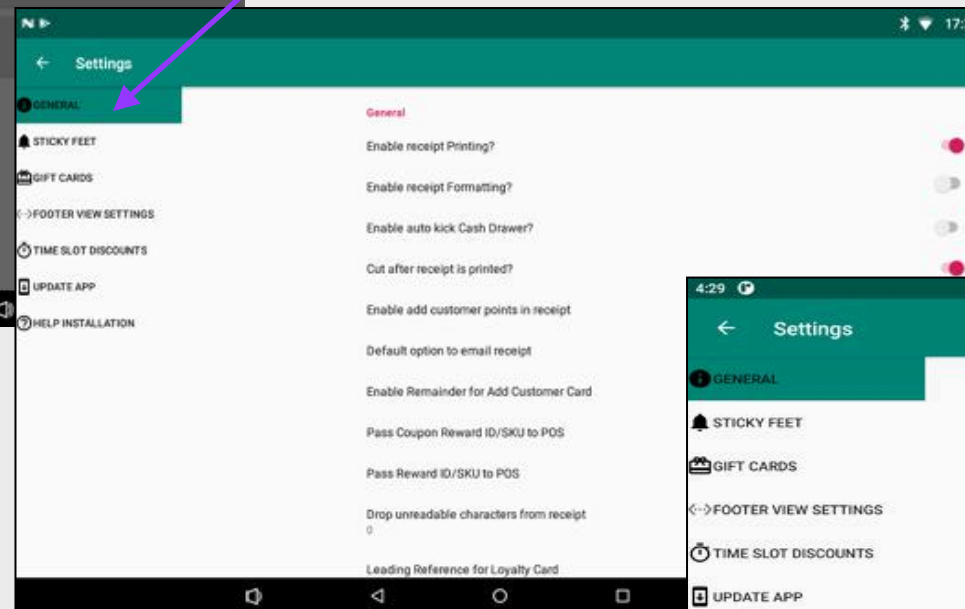 17:
Settings
GENERAL
STICKY FEET
GIFT CARDS
FOOTER VIEW SETTINGS
TIME SLOT DISCOUNTS
UPDATE APP
HELP INSTALLATION
General
Enable receipt Printing?
Enable receipt Formatting?
Enable auto kick Cash Drawer?
Cut after receipt is printed?
Enable add customer points in receipt
Default option to email receipt
Enable Remainder for Add Customer Card
Pass Coupon Reward ID/SKU to POS
Pass Reward ID/SKU to POS
Drop unreadable characters from receipt
0
Leading Reference for Loyalty Card
4:29
Settings
GENERAL
STICKY FEET
GIFT CARDS
FOOTER VIEW SETTINGS
TIME SLOT DISCOUNTS
UPDATE APP